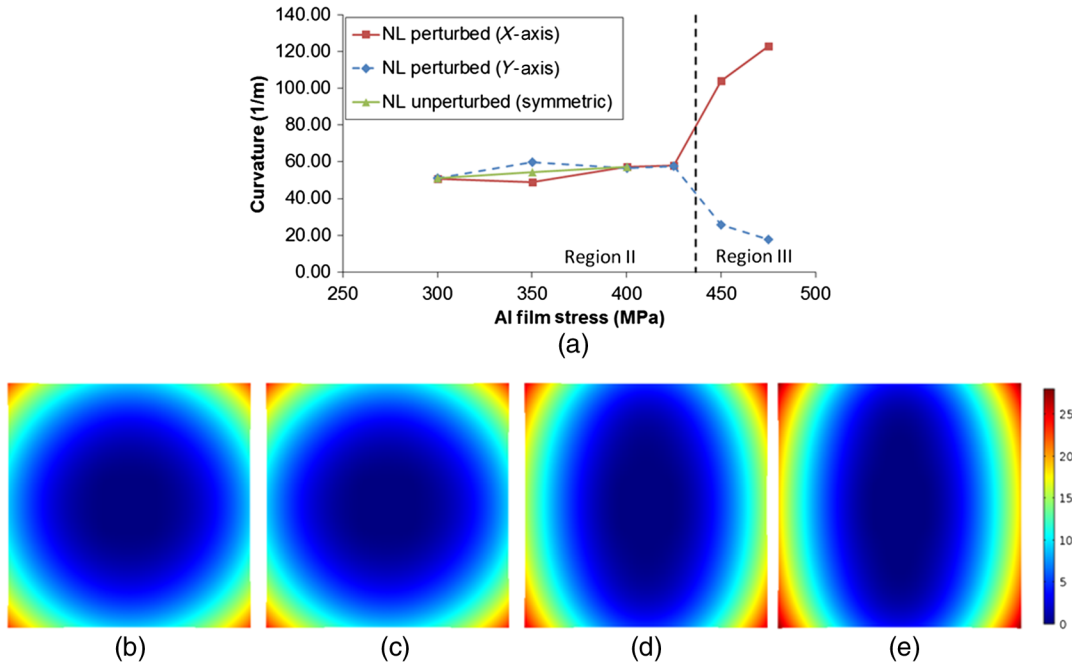 140.00
120.00
100.00
80.00
60.00
40.00
20.00
0.00
Curvature (1/m)
NL perturbed (X-axis)
NL perturbed (Y-axis)
NL unperturbed (symmetric)
Region II
Region III
250 300 350 400 450 500
Al film stress (MPa)
(a)
25
20
15
10
5
0
(b) (c) (d) (e)